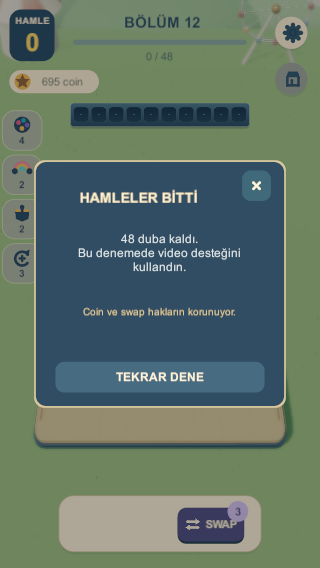 HAMLE
0
BÖLÜM 12
0 / 48
695 coin
4
2
2
3
HAMLELER BİTTİ
48 duba kaldı.
Bu denemede video desteğini
kullandın.
Coin ve swap hakların korunuyor.
TEKRAR DENE
3
SWAP